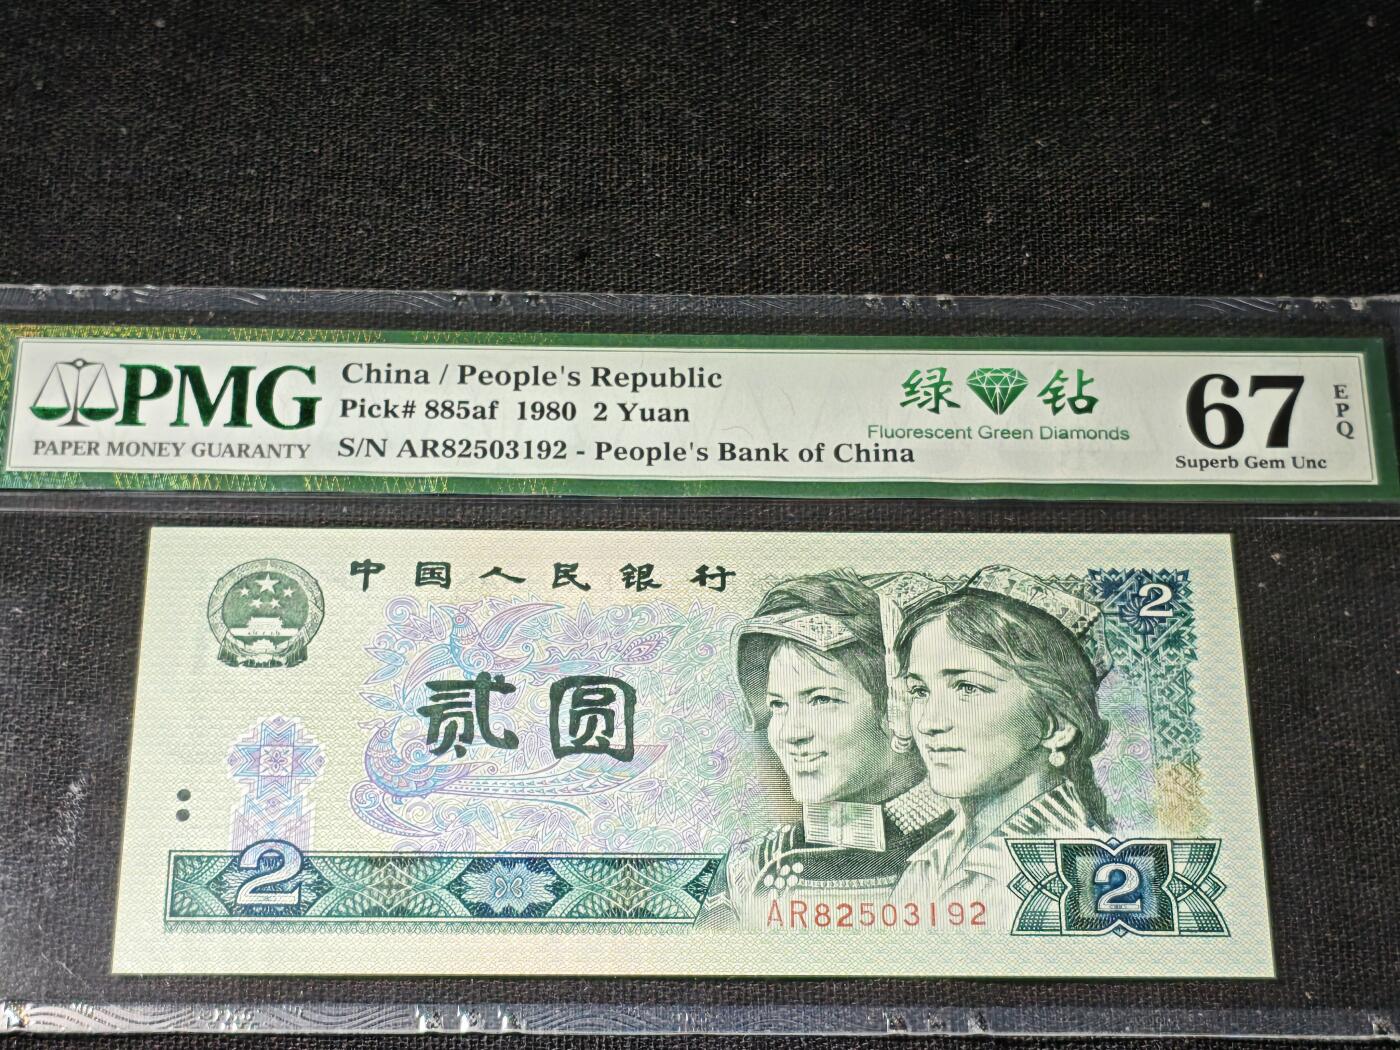 PMG
PAPER MONEY GUARANTY
China / People's Republic
Pick# 885af 1980 2 Yuan
S/N AR82503192 - People's Bank of China
绿钻
Fluorescent Green Diamonds
67
EPQ
Superb Gem Unc
中国人民银行
2
贰圆
2
AR82503192
2